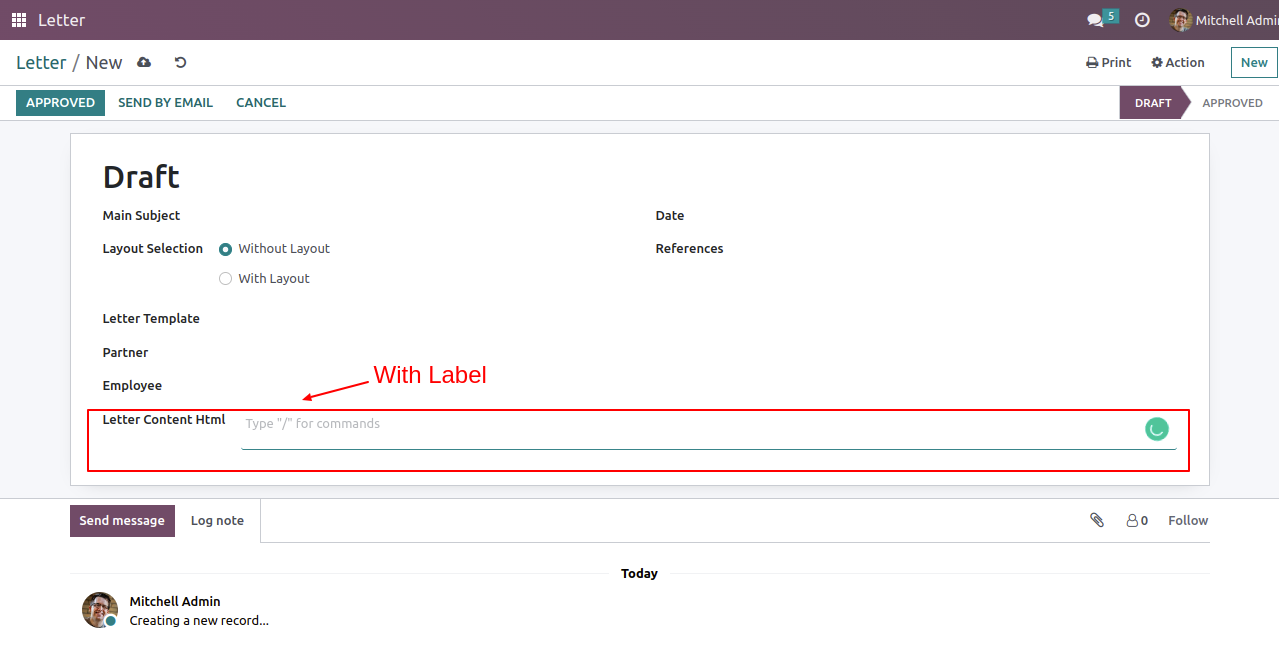 Letter 5 Mitchell Admi
Letter / New Print Action New
APPROVED SEND BY EMAIL CANCEL DRAFT APPROVED
Draft
Main Subject Date
Layout Selection Without Layout References
With Layout
Letter Template
Partner
With Label
Employee
Letter Content Html Type "/" for commands
Send message Log note 0 Follow
Today
Mitchell Admin
Creating a new record...